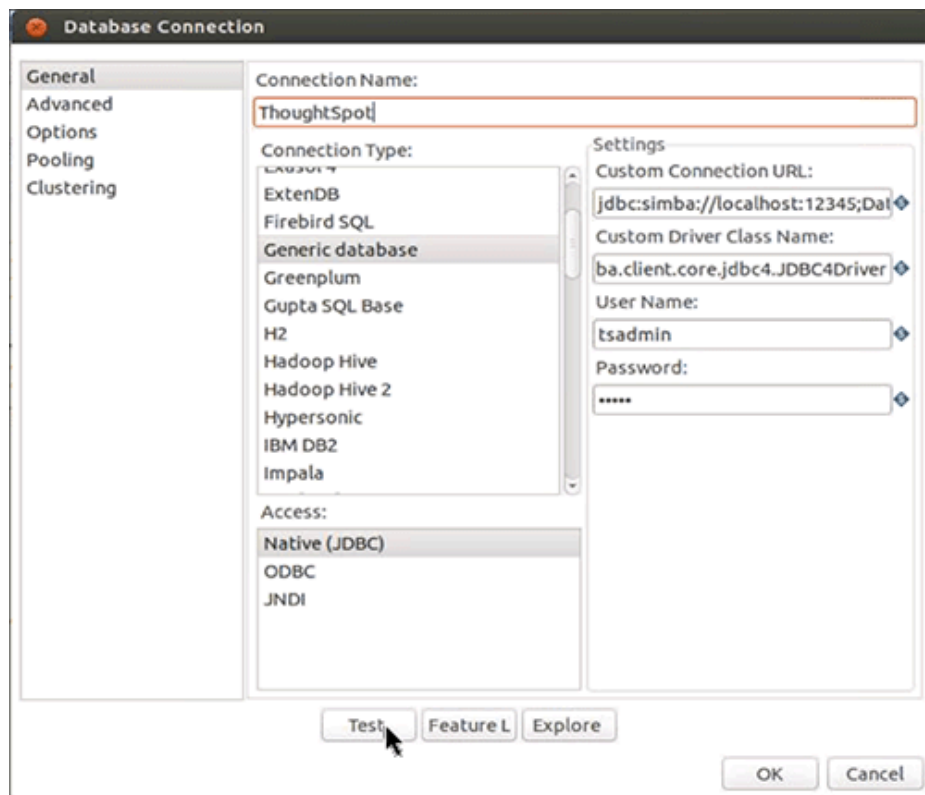 Database Connection
General
Advanced
Options
Pooling
Clustering
Connection Name:
ThoughtSpot
Connection Type:
ExtenDB
Firebird SQL
Generic database
Greenplum
Gupta SQL Base
H2
Hadoop Hive
Hadoop Hive 2
Hypersonic
IBM DB2
Impala
Access:
Native (JDBC)
ODBC
JNDI
Settings
Custom Connection URL:
jdbc:simba://localhost:12345;Dat
Custom Driver Class Name:
ba.client.core.jdbc4.JDBC4Driver
User Name:
tsadmin
Password:
•••••
Test
Feature L
Explore
OK
Cancel